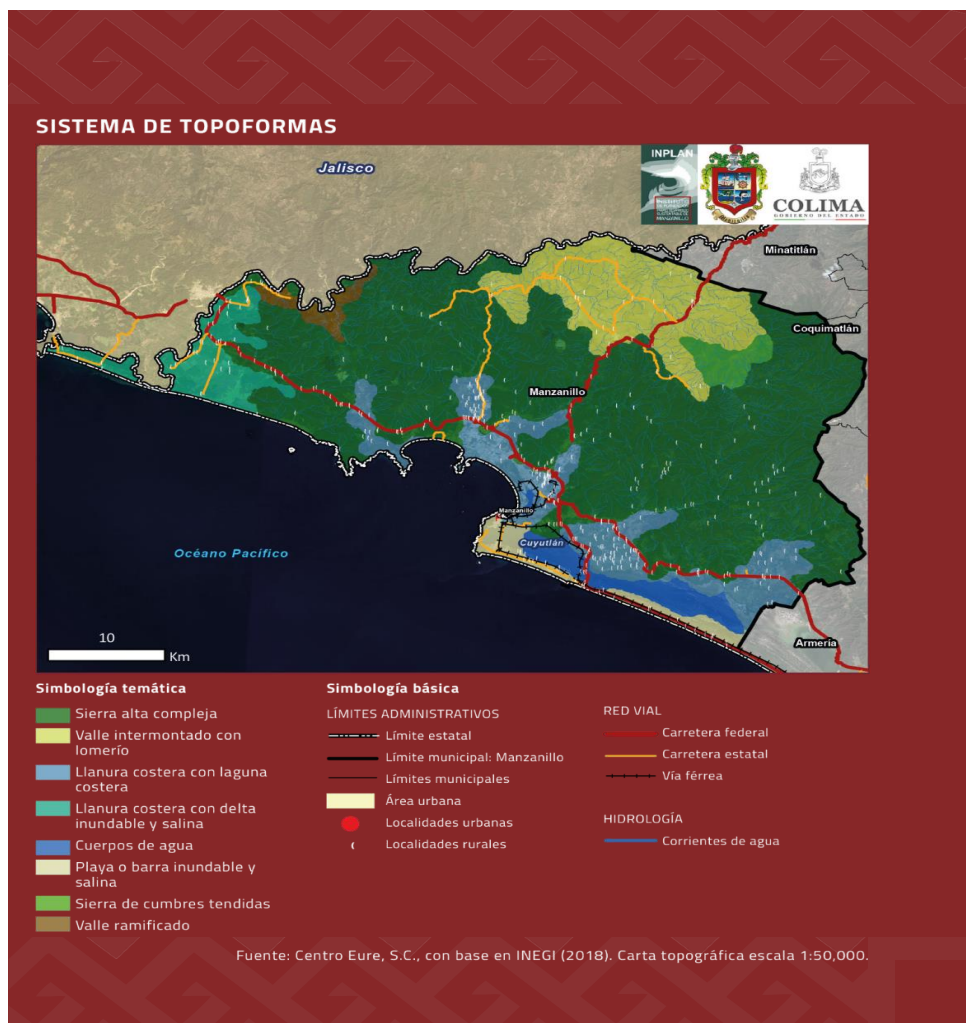 SISTEMA DE TOPOFORMAS
Jalisco
INPLAN
COLIMA
GOBIERNO DEL ESTADO
Minatitlán
Coquimatlán
Manzanillo
Manzanillo
Cuyutlán
Océano Pacífico
Armería
10
Km
Simbología temática
Sierra alta compleja
Valle intermontado con
lomerío
Llanura costera con laguna
costera
Llanura costera con delta
inundable y salina
Cuerpos de agua
Playa o barra inundable y
salina
Sierra de cumbres tendidas
Valle ramificado
Simbología básica
LÍMITES ADMINISTRATIVOS
Límite estatal
Límite municipal: Manzanillo
Límites municipales
Área urbana
Localidades urbanas
Localidades rurales
RED VIAL
Carretera federal
Carretera estatal
Vía férrea
HIDROLOGÍA
Corrientes de agua
Fuente: Centro Eure, S.C., con base en INEGI (2018). Carta topográfica escala 1:50,000.